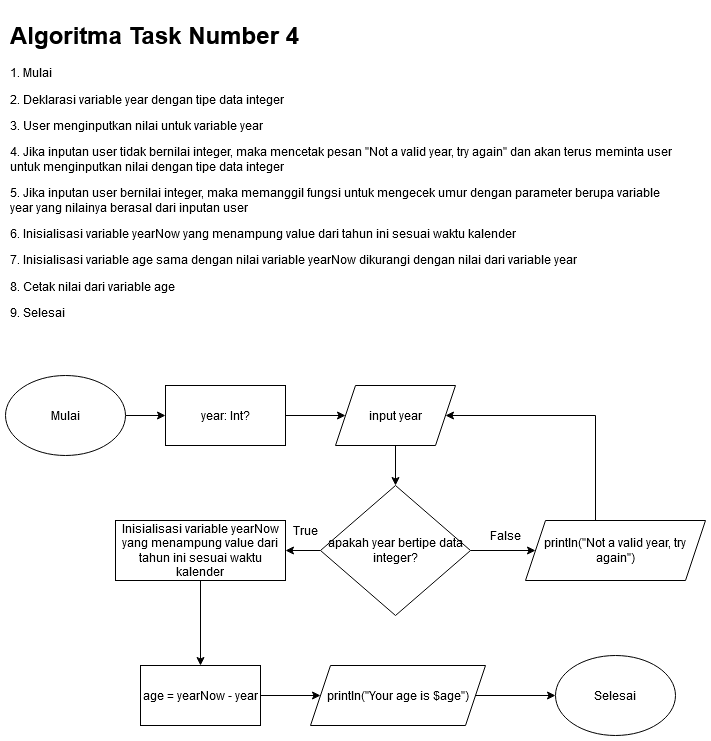 Algoritma Task Number 4
1. Mulai
2. Deklarasi variable year dengan tipe data integer
3. User menginputkan nilai untuk variable year
4. Jika inputan user tidak bernilai integer, maka mencetak pesan "Not a valid year, try again" dan akan terus meminta user
untuk menginputkan nilai dengan tipe data integer
5. Jika inputan user bernilai integer, maka memanggil fungsi untuk mengecek umur dengan parameter berupa variable
year yang nilainya berasal dari inputan user
6. Inisialisasi variable yearNow yang menampung value dari tahun ini sesuai waktu kalender
7. Inisialisasi variable age sama dengan nilai variable yearNow dikurangi dengan nilai dari variable year
8. Cetak nilai dari variable age
9. Selesai
Mulai
year: Int?
input year
Inisialisasi variable yearNow
yang menampung value dari
tahun ini sesuai waktu
kalender
True
apakah year bertipe data
integer?
False
println("Not a valid year, try
again")
age = yearNow - year
println("Your age is $age")
Selesai